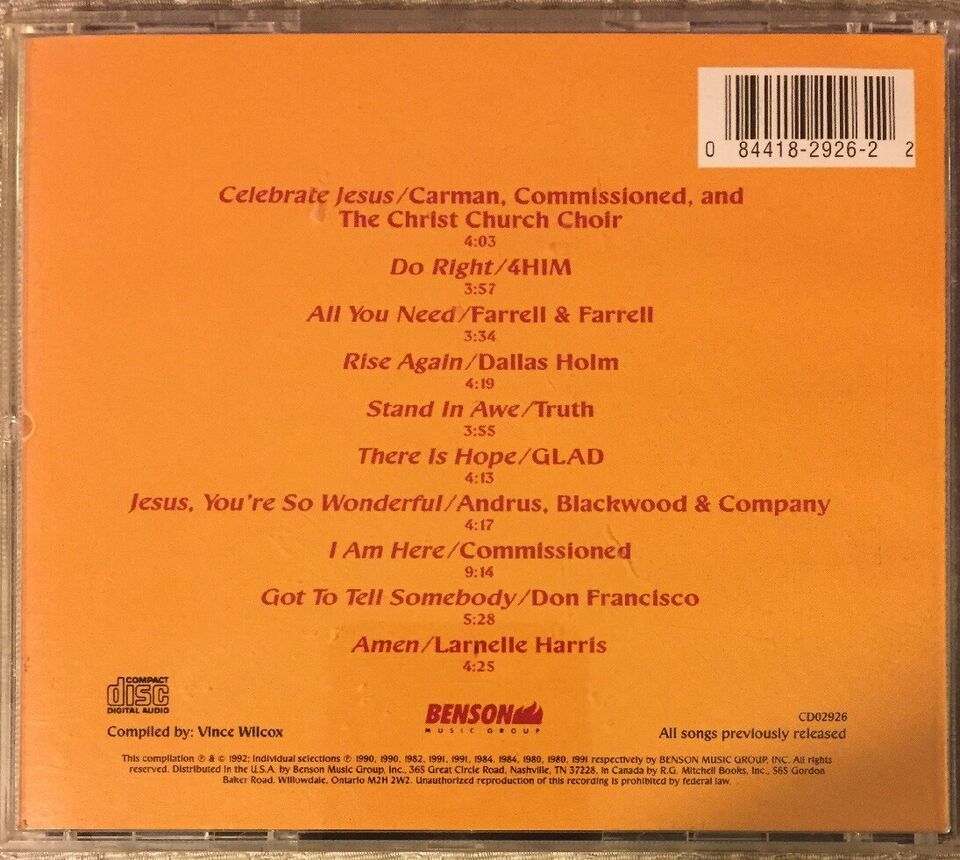 0 84418-2926-2 2
Celebrate Jesus/Carman, Commissioned, and
The Christ Church Choir
4:03
Do Right/4HIM
3:57
All You Need/Farrell & Farrell
3:34
Rise Again/Dallas Holm
4:19
Stand In Awe/Truth
3:55
There Is Hope/GLAD
4:13
Jesus, You're So Wonderful/Andrus, Blackwood & Company
4:17
I Am Here/Commissioned
9:14
Got To Tell Somebody/Don Francisco
5:28
Amen/Larnelle Harris
4:25
COMPACT
disc
DIGITAL AUDIO
Compiled by: Vince Wilcox
BENSON
MUSIC GROUP
CD02926
All songs previously released
This compilation ℗ & © 1992; individual selections ℗ 1990, 1990, 1982, 1991, 1991, 1984, 1984, 1980, 1980, 1991 respectively by BENSON MUSIC GROUP, INC. All rights
reserved. Distributed in the U.S.A. by Benson Music Group, Inc., 365 Great Circle Road, Nashville, TN 37228, in Canada by R.G. Mitchell Books, Inc., 565 Gordon
Baker Road, Willowdale, Ontario M2H 2W2. Unauthorized reproduction of this recording is prohibited by federal law.